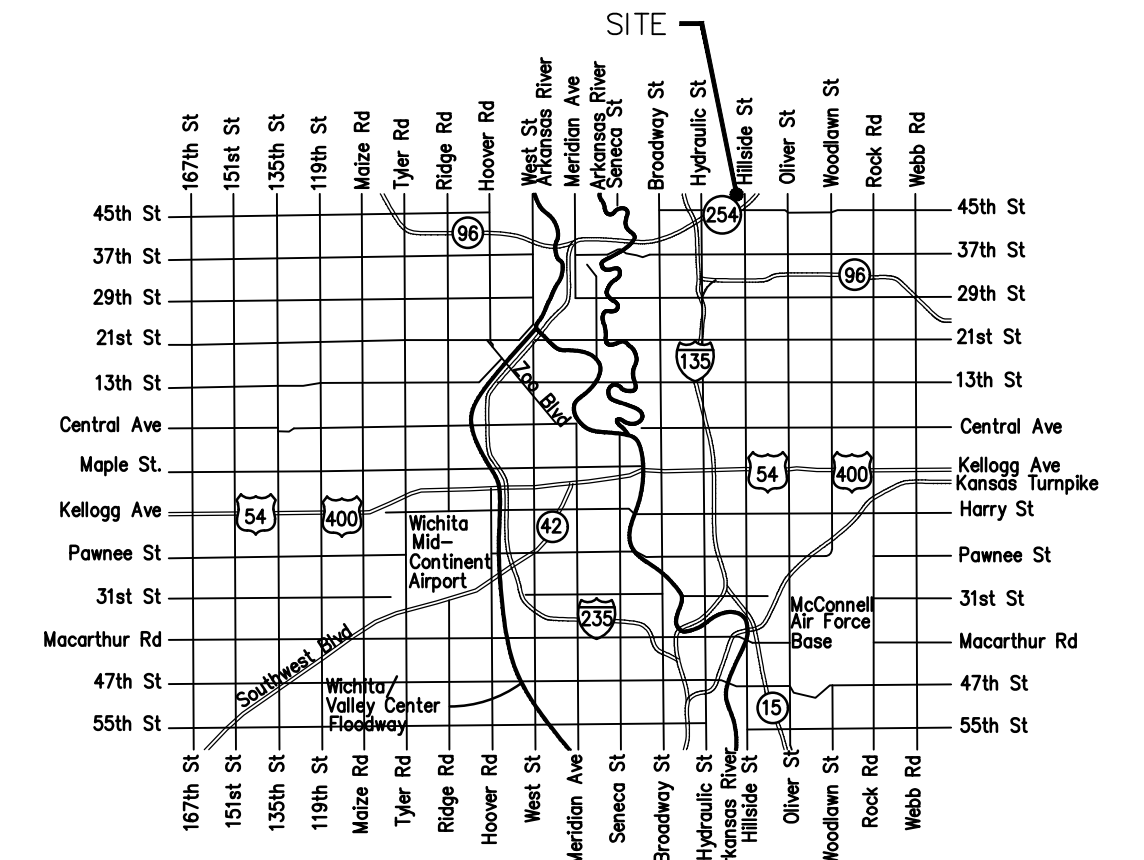 SITE
167th St
151st St
135th St
119th St
Maize Rd
Tyler Rd
Ridge Rd
Hoover Rd
West St
Arkansas River
Meridian Ave
Arkansas River
Seneca St
Broadway St
Hydraulic St
Hillside St
Oliver St
Woodlawn St
Rock Rd
Webb Rd
45th St
254
45th St
96
37th St
37th St
96
29th St
29th St
21st St
21st St
135
Zoo Blvd
13th St
13th St
Central Ave
Central Ave
Maple St.
54
400
Kellogg Ave
Kansas Turnpike
Kellogg Ave
54
400
Harry St
Wichita
Mid-
Continent
Airport
42
Pawnee St
Pawnee St
31st St
31st St
235
McConnell
Air Force
Base
Macarthur Rd
Macarthur Rd
Southwest Blvd
47th St
47th St
Wichita/
Valley Center
Floodway
15
55th St
55th St
167th St
151st St
135th St
119th St
Maize Rd
Tyler Rd
Ridge Rd
Hoover Rd
West St
Meridian Ave
Seneca St
Broadway St
Hydraulic St
rkansas River
Hillside St
Oliver St
Woodlawn St
Rock Rd
Webb Rd